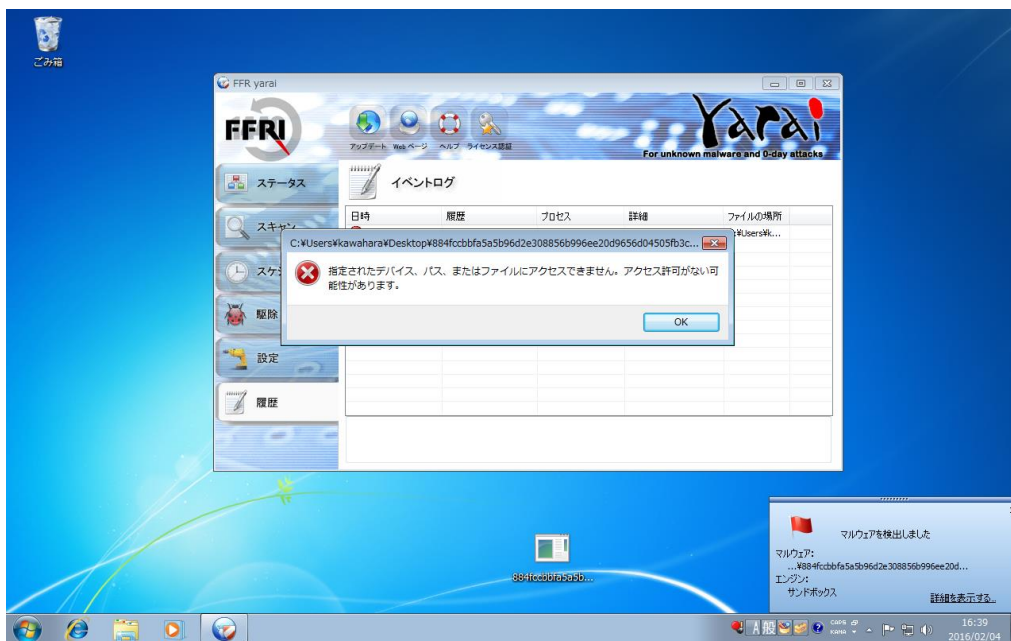 ごみ箱
FFR yarai
FFRI
アップデート Web ページ ヘルプ ライセンス認証
Yarai
For unknown malware and 0-day attacks
ステータス
イベントログ
スキャン
日時 履歴 プロセス 詳細 ファイルの場所
¥Users¥k...
C:¥Users¥kawahara¥Desktop¥884fccbbfa5a5b96d2e308856b996ee20d9656d04505fb3c...
指定されたデバイス、パス、またはファイルにアクセスできません。アクセス許可がない可
能性があります。
OK
スケ
駆除
設定
履歴
884fccbbfa5a5b...
マルウェアを検出しました
マルウェア:
...¥884fccbbfa5a5b96d2e308856b996ee20d...
エンジン:
サンドボックス
詳細を表示する...
A 般
CAPS
KANA
16:39
2016/02/04